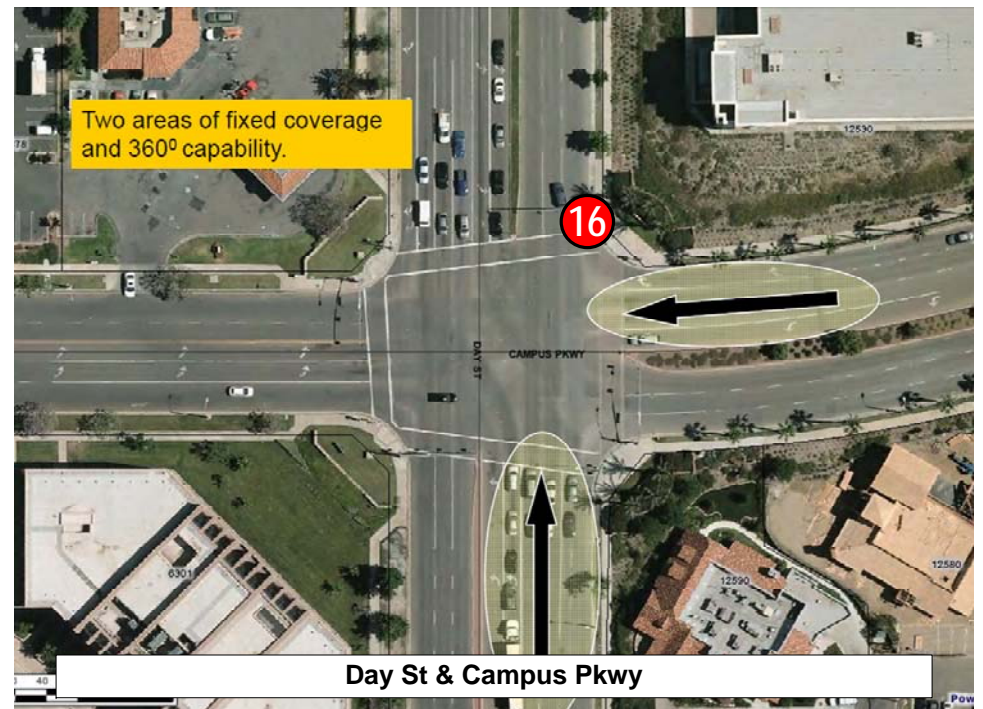 Two areas of fixed coverage
and 360⁰ capability.
12530
78
16
DAY ST
CAMPUS PKWY
6301
12590
12580
40
Day St & Campus Pkwy
Pow